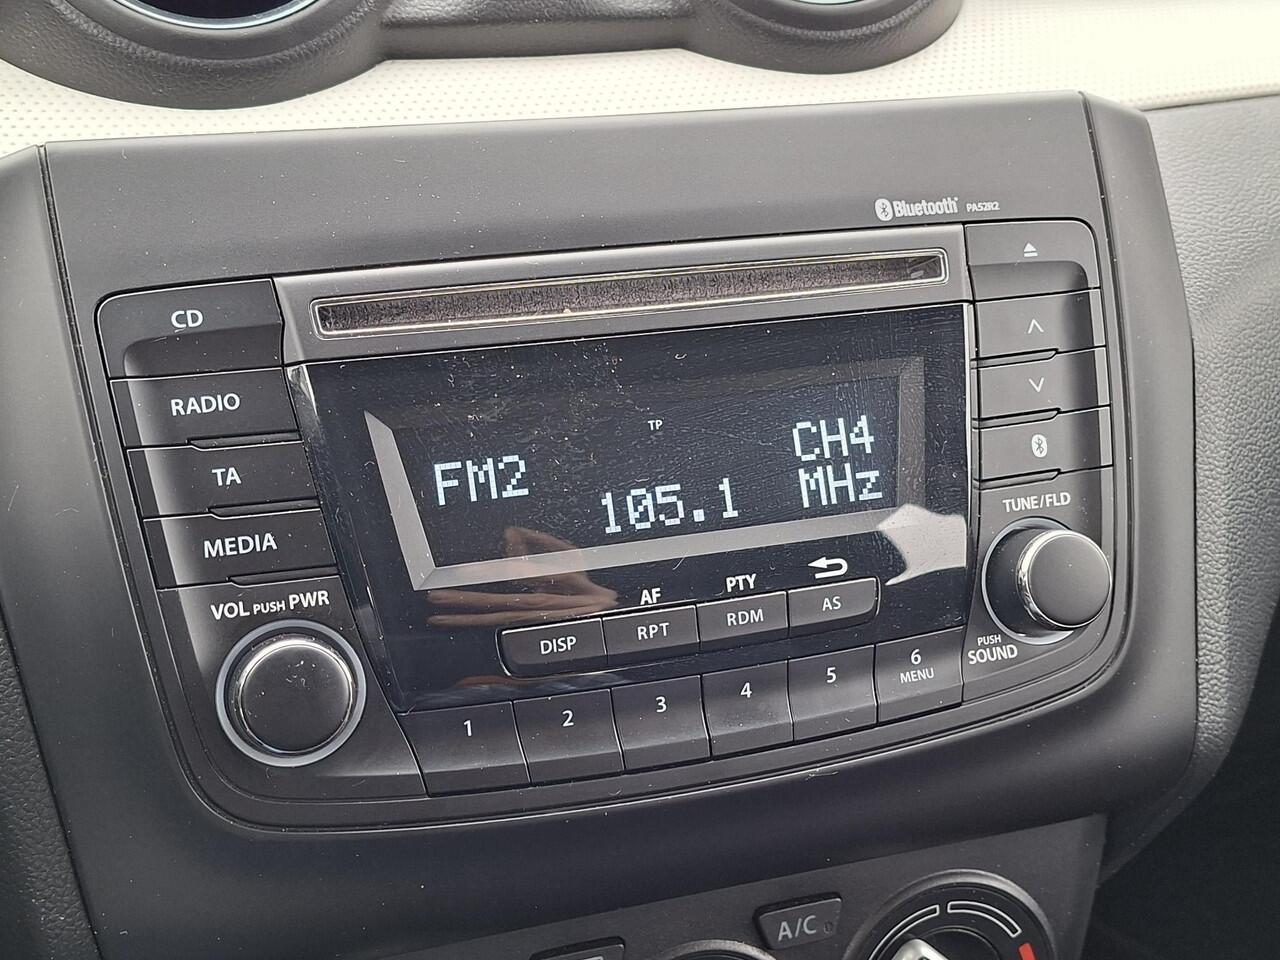 Bluetooth PA52R2
CD
RADIO
TA
MEDIA
VOL PUSH PWR
TP
CH4
FM2
105.1
MHz
TUNE/FLD
PUSH
SOUND
AF
PTY
DISP
RPT
RDM
AS
1
2
3
4
5
6
MENU
A/C